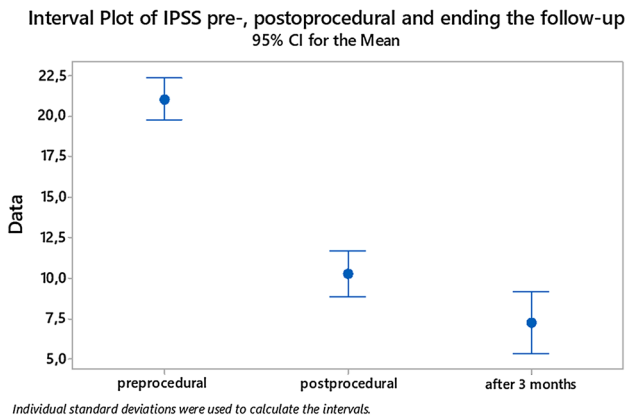 Interval Plot of IPSS pre-, postoprocedural and ending the follow-up
95% CI for the Mean
22,5
20,0
17,5
15,0
12,5
10,0
7,5
5,0
Data
preprocedural
postprocedural
after 3 months
Individual standard deviations were used to calculate the intervals.